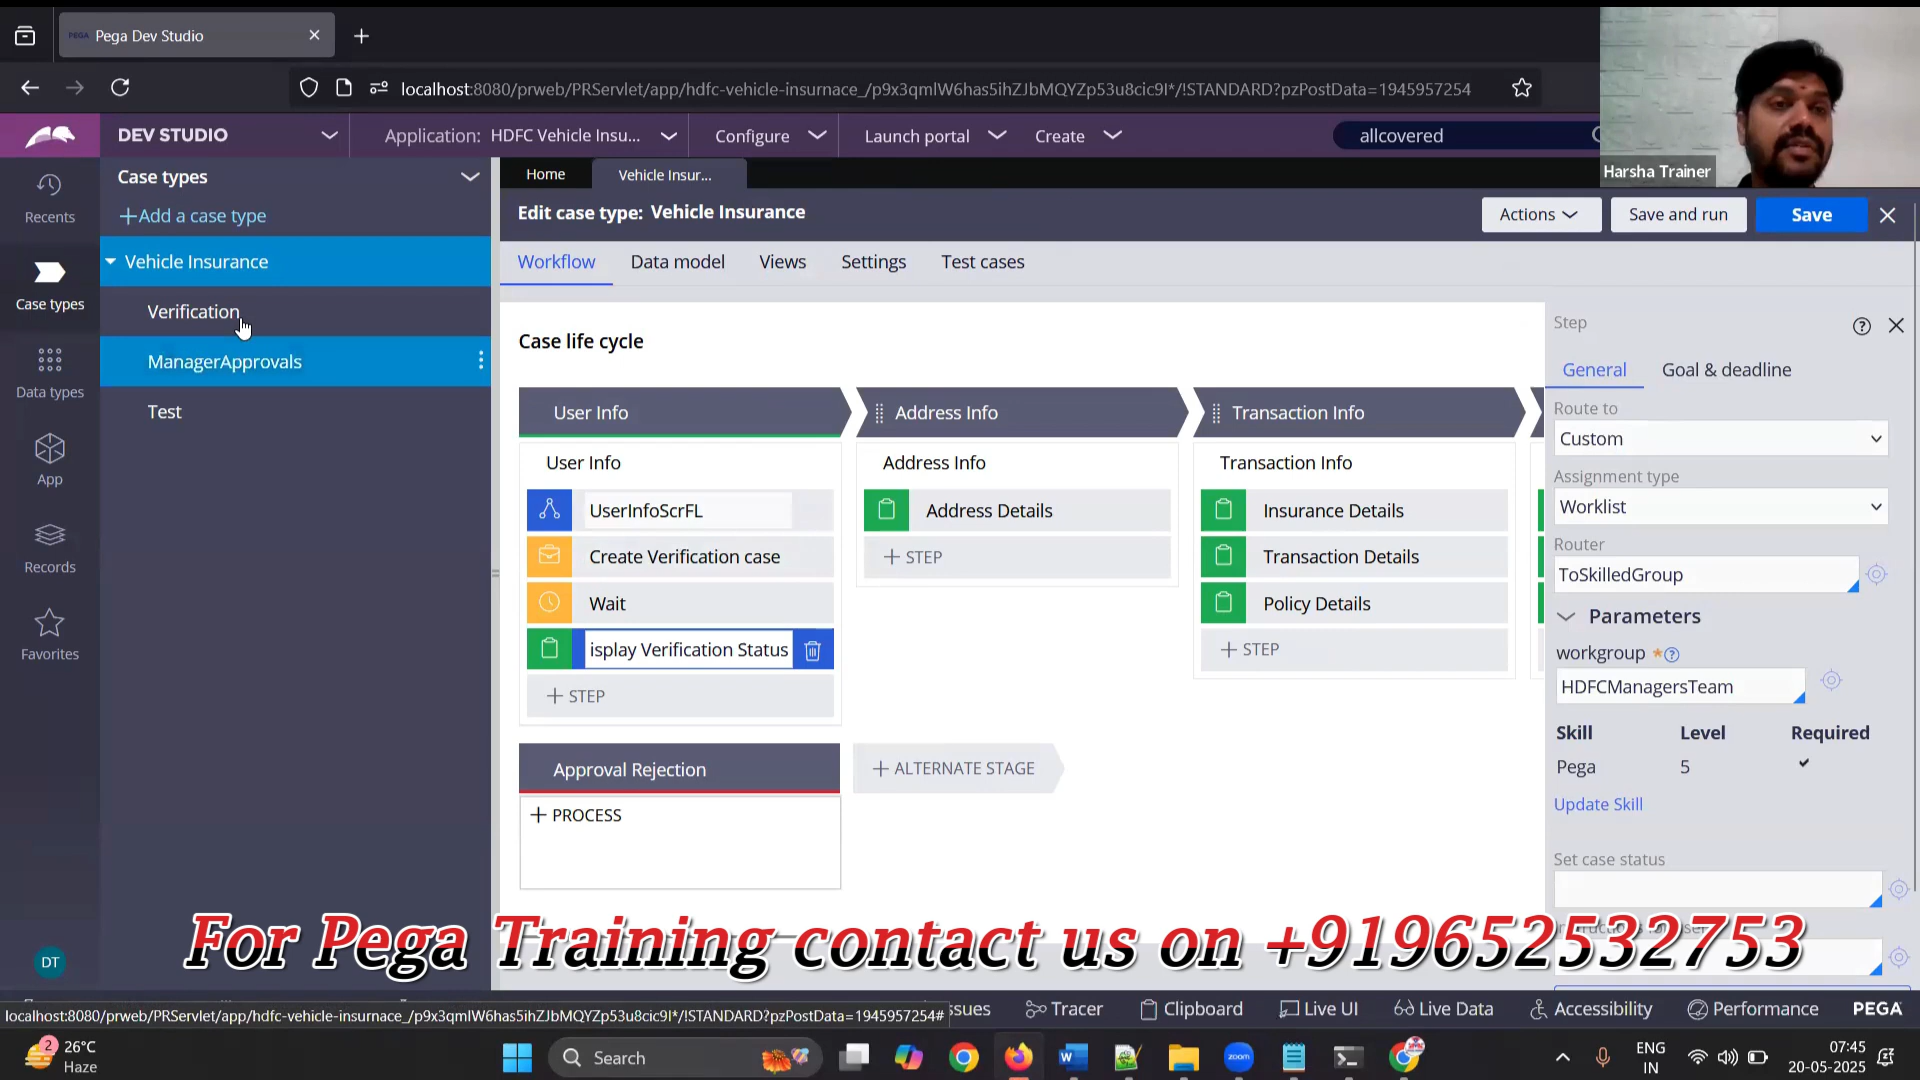 Pega Dev Studio
localhost:8080/prweb/PRServlet/app/hdfc-vehicle-insurnace_/p9x3qmlW6has5ihZJbMQYZp53u8cic9I*/!STANDARD?pzPostData=1945957254
DEV STUDIO
Application: HDFC Vehicle Insu...
Configure
Launch portal
Create
allcovered
Harsha Trainer
Recents
Case types
Data types
App
Records
Favorites
DT
Case types
+Add a case type
Vehicle Insurance
Verification
ManagerApprovals
Test
Home
Vehicle Insur...
Edit case type: Vehicle Insurance
Actions
Save and run
Save
Workflow
Data model
Views
Settings
Test cases
Case life cycle
User Info
Address Info
Transaction Info
User Info
UserInfoScrFL
Create Verification case
Wait
isplay Verification Status
+ STEP
Address Info
Address Details
+ STEP
Transaction Info
Insurance Details
Transaction Details
Policy Details
+ STEP
Approval Rejection
+ ALTERNATE STAGE
+ PROCESS
Step
General
Goal & deadline
Route to
Custom
Assignment type
Worklist
Router
ToSkilledGroup
Parameters
workgroup *
HDFCManagersTeam
Skill Level Required
Pega 5
Update Skill
Set case status
For Pega Training contact us on +919652532753
localhost:8080/prweb/PRServlet/app/hdfc-vehicle-insurnace_/p9x3qmlW6has5ihZJbMQYZp53u8cic9I*/!STANDARD?pzPostData=1945957254#
ssues
Tracer
Clipboard
Live UI
Live Data
Accessibility
Performance
PEGA
2
26°C
Haze
Search
zoom
ENG
IN
07:45
20-05-2025